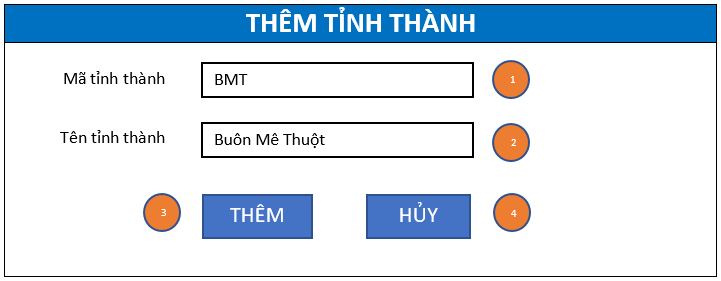 THÊM TỈNH THÀNH
Mã tỉnh thành BMT 1
Tên tỉnh thành Buôn Mê Thuột 2
3 THÊM HỦY 4